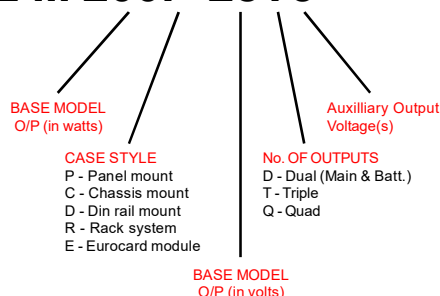 BASE MODEL
O/P (in watts)
Auxilliary Output
Voltage(s)
CASE STYLE
P - Panel mount
C - Chassis mount
D - Din rail mount
R - Rack system
E - Eurocard module
No. OF OUTPUTS
D - Dual (Main & Batt.)
T - Triple
Q - Quad
BASE MODEL
O/P (in volts)